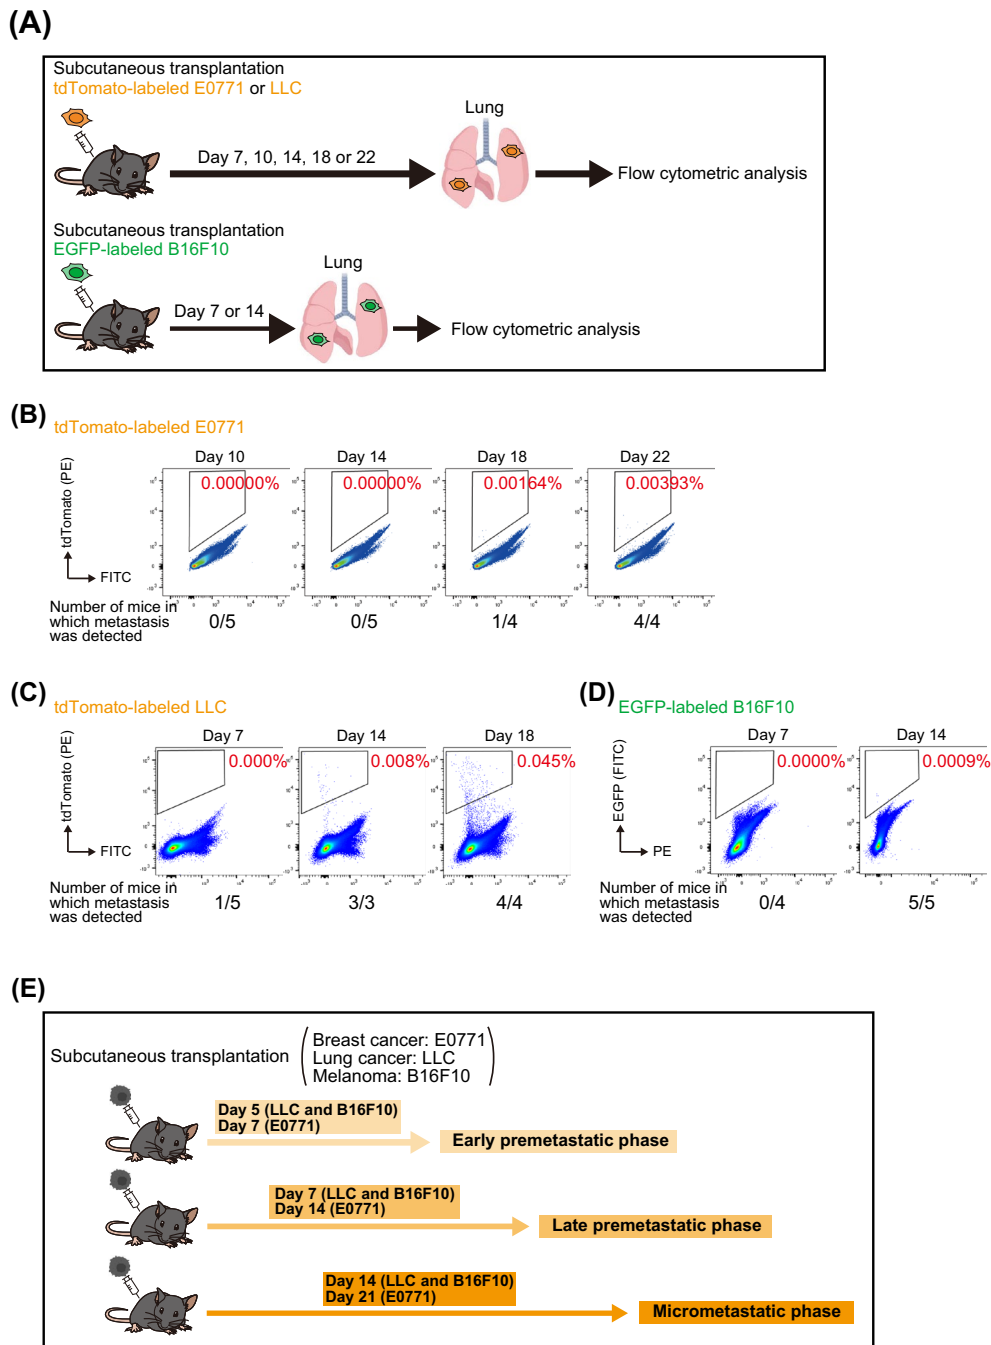 (A)
Subcutaneous transplantation
tdTomato-labeled E0771 or LLC
Lung
Day 7, 10, 14, 18 or 22
Flow cytometric analysis
Subcutaneous transplantation
EGFP-labeled B16F10
Lung
Day 7 or 14
Flow cytometric analysis
(B)
tdTomato-labeled E0771
Day 10
Day 14
Day 18
Day 22
0.00000%
0.00000%
0.00164%
0.00393%
tdTomato (PE)
FITC
Number of mice in
which metastasis
was detected
0/5
0/5
1/4
4/4
(C)
tdTomato-labeled LLC
Day 7
Day 14
Day 18
0.000%
0.008%
0.045%
tdTomato (PE)
FITC
Number of mice in
which metastasis
was detected
1/5
3/3
4/4
(D)
EGFP-labeled B16F10
Day 7
Day 14
0.0000%
0.0009%
EGFP (FITC)
PE
Number of mice in
which metastasis
was detected
0/4
5/5
(E)
Subcutaneous transplantation
Breast cancer: E0771
Lung cancer: LLC
Melanoma: B16F10
Day 5 (LLC and B16F10)
Day 7 (E0771)
Early premetastatic phase
Day 7 (LLC and B16F10)
Day 14 (E0771)
Late premetastatic phase
Day 14 (LLC and B16F10)
Day 21 (E0771)
Micrometastatic phase